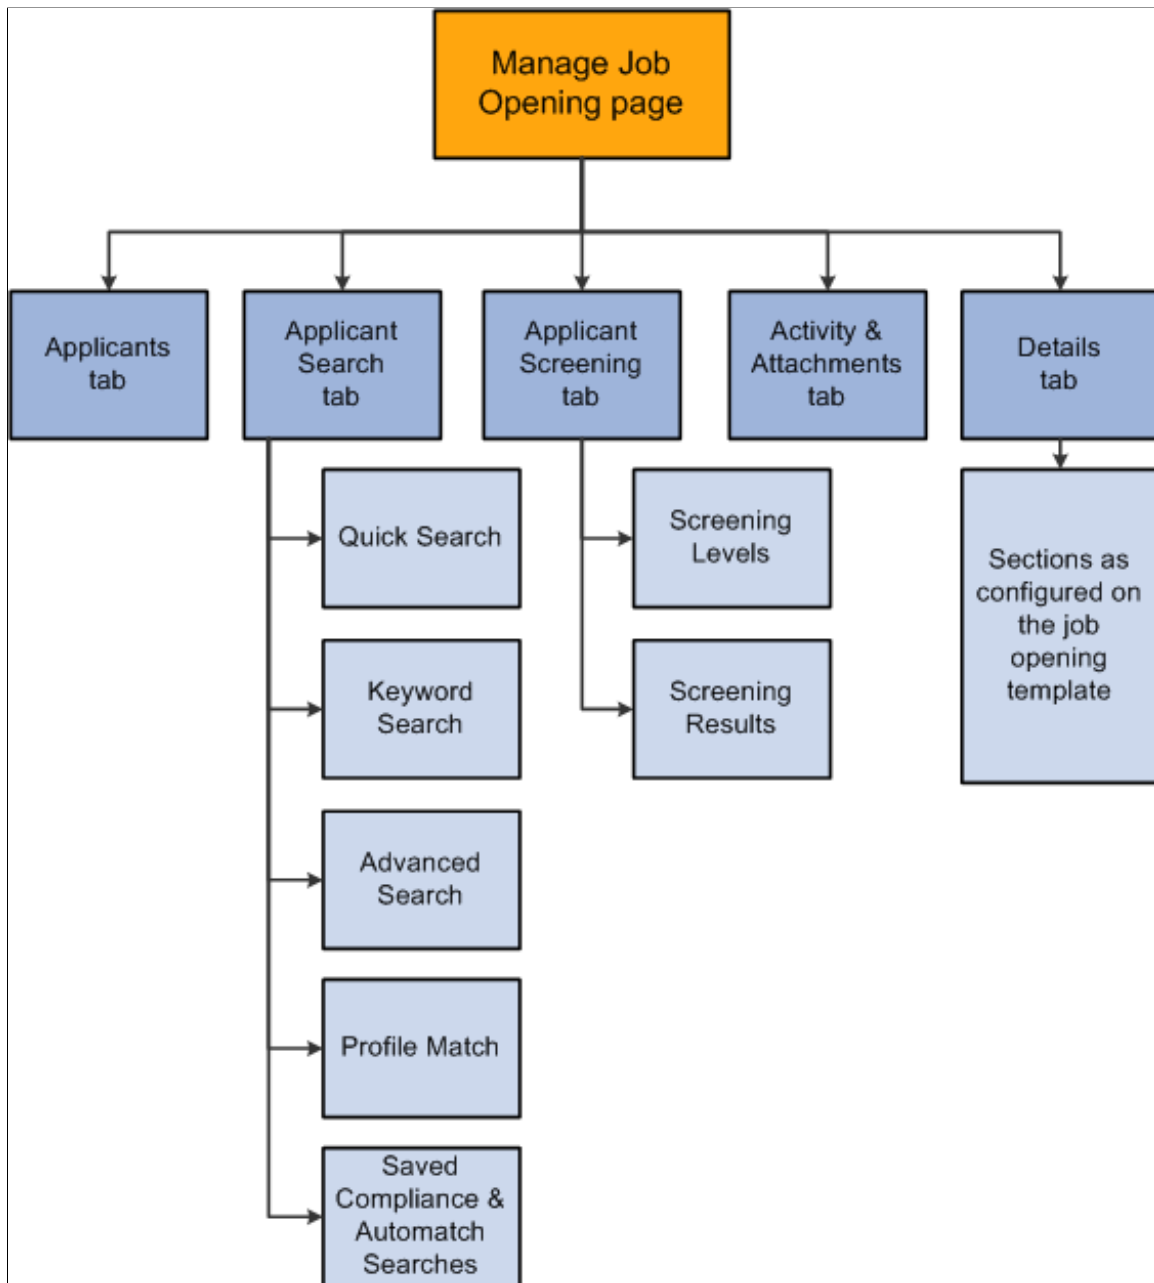 Manage Job
Opening page
Applicants
tab
Applicant
Search
tab
Applicant
Screening
tab
Activity &
Attachments
tab
Details
tab
Quick Search
Keyword
Search
Advanced
Search
Profile Match
Saved
Compliance &
Automatch
Searches
Screening
Levels
Screening
Results
Sections as
configured on
the job
opening
template